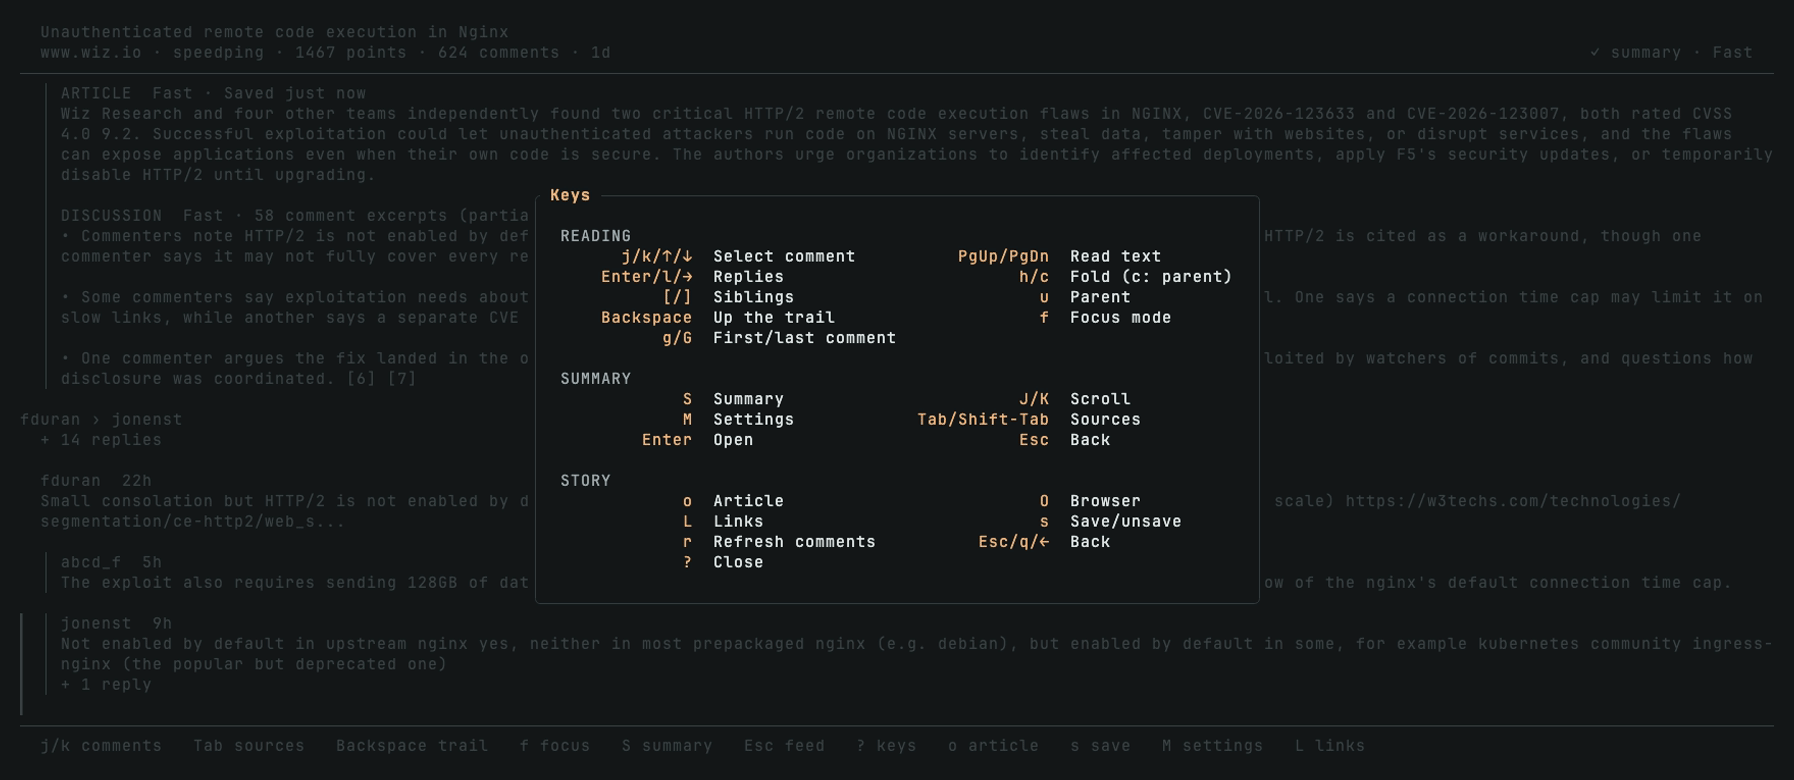 Unauthenticated remote code execution in Nginx
www.wiz.io · speedping · 1467 points · 624 comments · 1d
✓ summary · Fast
ARTICLE  Fast · Saved just now
Wiz Research and four other teams independently found two critical HTTP/2 remote code execution flaws in NGINX, CVE-2026-123633 and CVE-2026-123007, both rated CVSS
4.0 9.2. Successful exploitation could let unauthenticated attackers run code on NGINX servers, steal data, tamper with websites, or disrupt services, and the flaws
can expose applications even when their own code is secure. The authors urge organizations to identify affected deployments, apply F5's security updates, or temporarily
disable HTTP/2 until upgrading.
DISCUSSION  Fast · 58 comment excerpts (partia
• Commenters note HTTP/2 is not enabled by def
HTTP/2 is cited as a workaround, though one
commenter says it may not fully cover every re
• Some commenters say exploitation needs about
l. One says a connection time cap may limit it on
slow links, while another says a separate CVE
• One commenter argues the fix landed in the o
loited by watchers of commits, and questions how
disclosure was coordinated. [6] [7]
Keys
READING
j/k/↑/↓  Select comment  PgUp/PgDn  Read text
Enter/l/→  Replies  h/c  Fold (c: parent)
[/]  Siblings  u  Parent
Backspace  Up the trail  f  Focus mode
g/G  First/last comment
SUMMARY
S  Summary  J/K  Scroll
M  Settings  Tab/Shift-Tab  Sources
Enter  Open  Esc  Back
STORY
o  Article  O  Browser
L  Links  s  Save/unsave
r  Refresh comments  Esc/q/←  Back
?  Close
fduran › jonenst
+ 14 replies
fduran  22h
Small consolation but HTTP/2 is not enabled by d
scale) https://w3techs.com/technologies/
segmentation/ce-http2/web_s...
abcd_f  5h
The exploit also requires sending 128GB of dat
ow of the nginx's default connection time cap.
jonenst  9h
Not enabled by default in upstream nginx yes, neither in most prepackaged nginx (e.g. debian), but enabled by default in some, for example kubernetes community ingress-
nginx (the popular but deprecated one)
+ 1 reply
j/k comments  Tab sources  Backspace trail  f focus  S summary  Esc feed  ? keys  o article  s save  M settings  L links